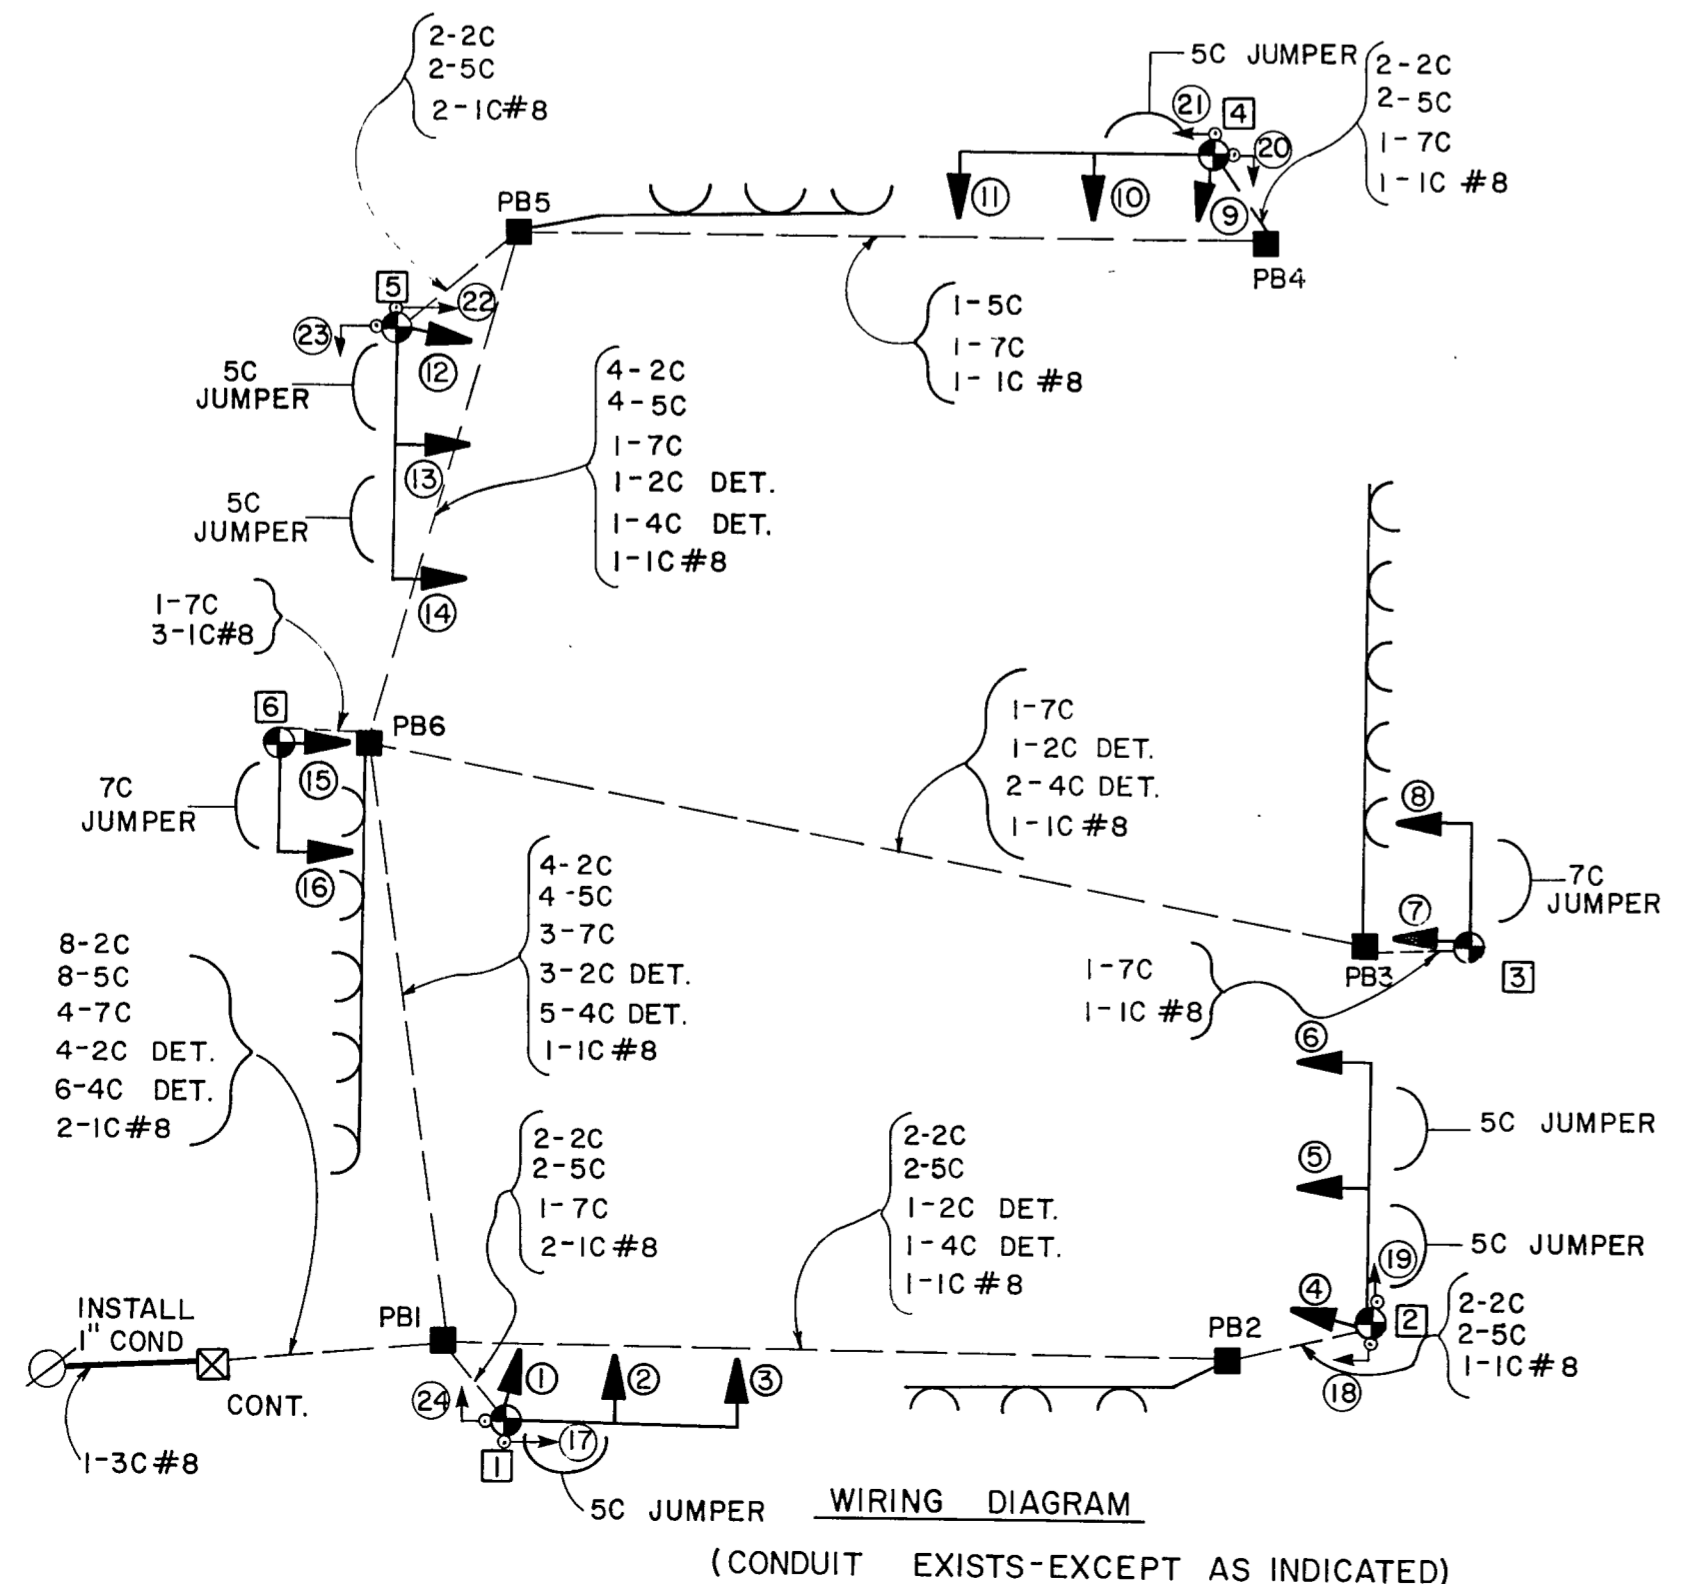 2-2C
2-5C
2-1C#8
5C JUMPER
2-2C
2-5C
1-7C
1-1C #8
21
4
20
11
10
9
PB5
PB4
5
22
23
12
5C
JUMPER
13
5C
JUMPER
14
1-5C
1-7C
1-1C #8
4-2C
4-5C
1-7C
1-2C DET.
1-4C DET.
1-1C#8
1-7C
3-1C#8
6
PB6
15
7C
JUMPER
16
1-7C
1-2C DET.
2-4C DET.
1-1C#8
8
7
7C
JUMPER
PB3
3
1-7C
1-1C #8
4-2C
4-5C
3-7C
3-2C DET.
5-4C DET.
1-1C#8
8-2C
8-5C
4-7C
4-2C DET.
6-4C DET.
2-1C#8
6
5C JUMPER
5
5C JUMPER
19
4
2
18
2-2C
2-5C
1-1C#8
2-2C
2-5C
1-7C
2-1C#8
2-2C
2-5C
1-2C DET.
1-4C DET.
1-1C#8
PB1
PB2
INSTALL
1" COND
CONT.
1-3C#8
24
1
2
3
17
1
5C JUMPER
WIRING DIAGRAM
(CONDUIT EXISTS-EXCEPT AS INDICATED)